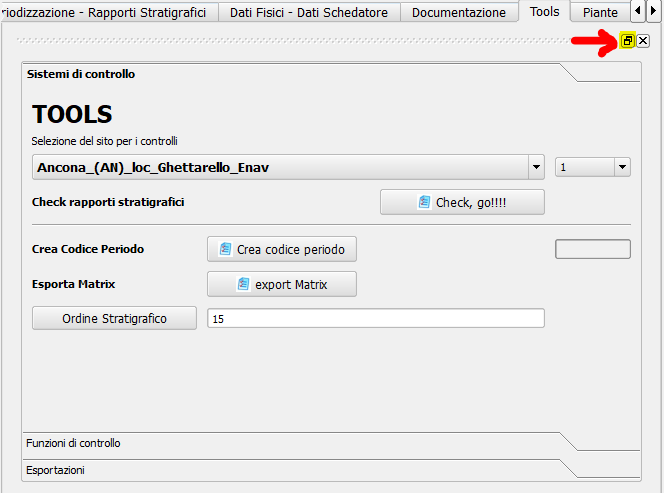 riodizzazione - Rapporti Stratigrafici Dati Fisici - Dati Schedatore Documentazione Tools Piante
Sistemi di controllo
TOOLS
Selezione del sito per i controlli
Ancona_(AN)_loc_Ghettarello_Enav 1
Check rapporti stratigrafici Check, go!!!!
Crea Codice Periodo Crea codice periodo
Esporta Matrix export Matrix
Ordine Stratigrafico 15
Funzioni di controllo
Esportazioni